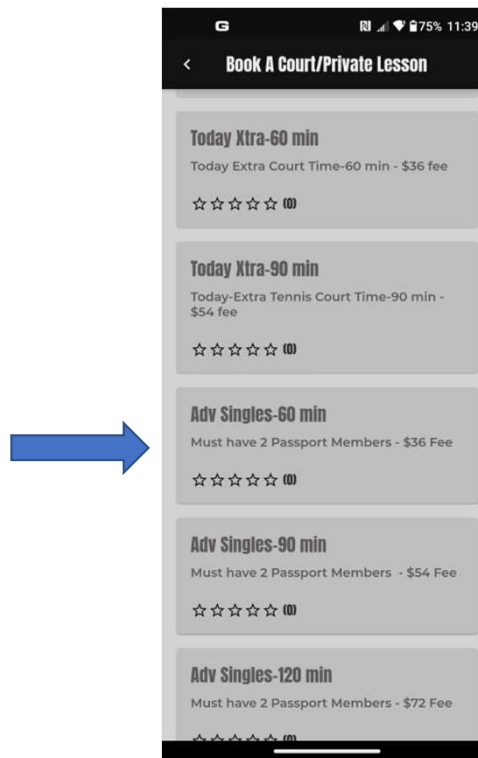 G 75% 11:39
Book A Court/Private Lesson
Today Xtra-60 min
Today Extra Court Time-60 min - $36 fee
(0)
Today Xtra-90 min
Today-Extra Tennis Court Time-90 min -
$54 fee
(0)
Adv Singles-60 min
Must have 2 Passport Members - $36 Fee
(0)
Adv Singles-90 min
Must have 2 Passport Members - $54 Fee
(0)
Adv Singles-120 min
Must have 2 Passport Members - $72 Fee
(0)